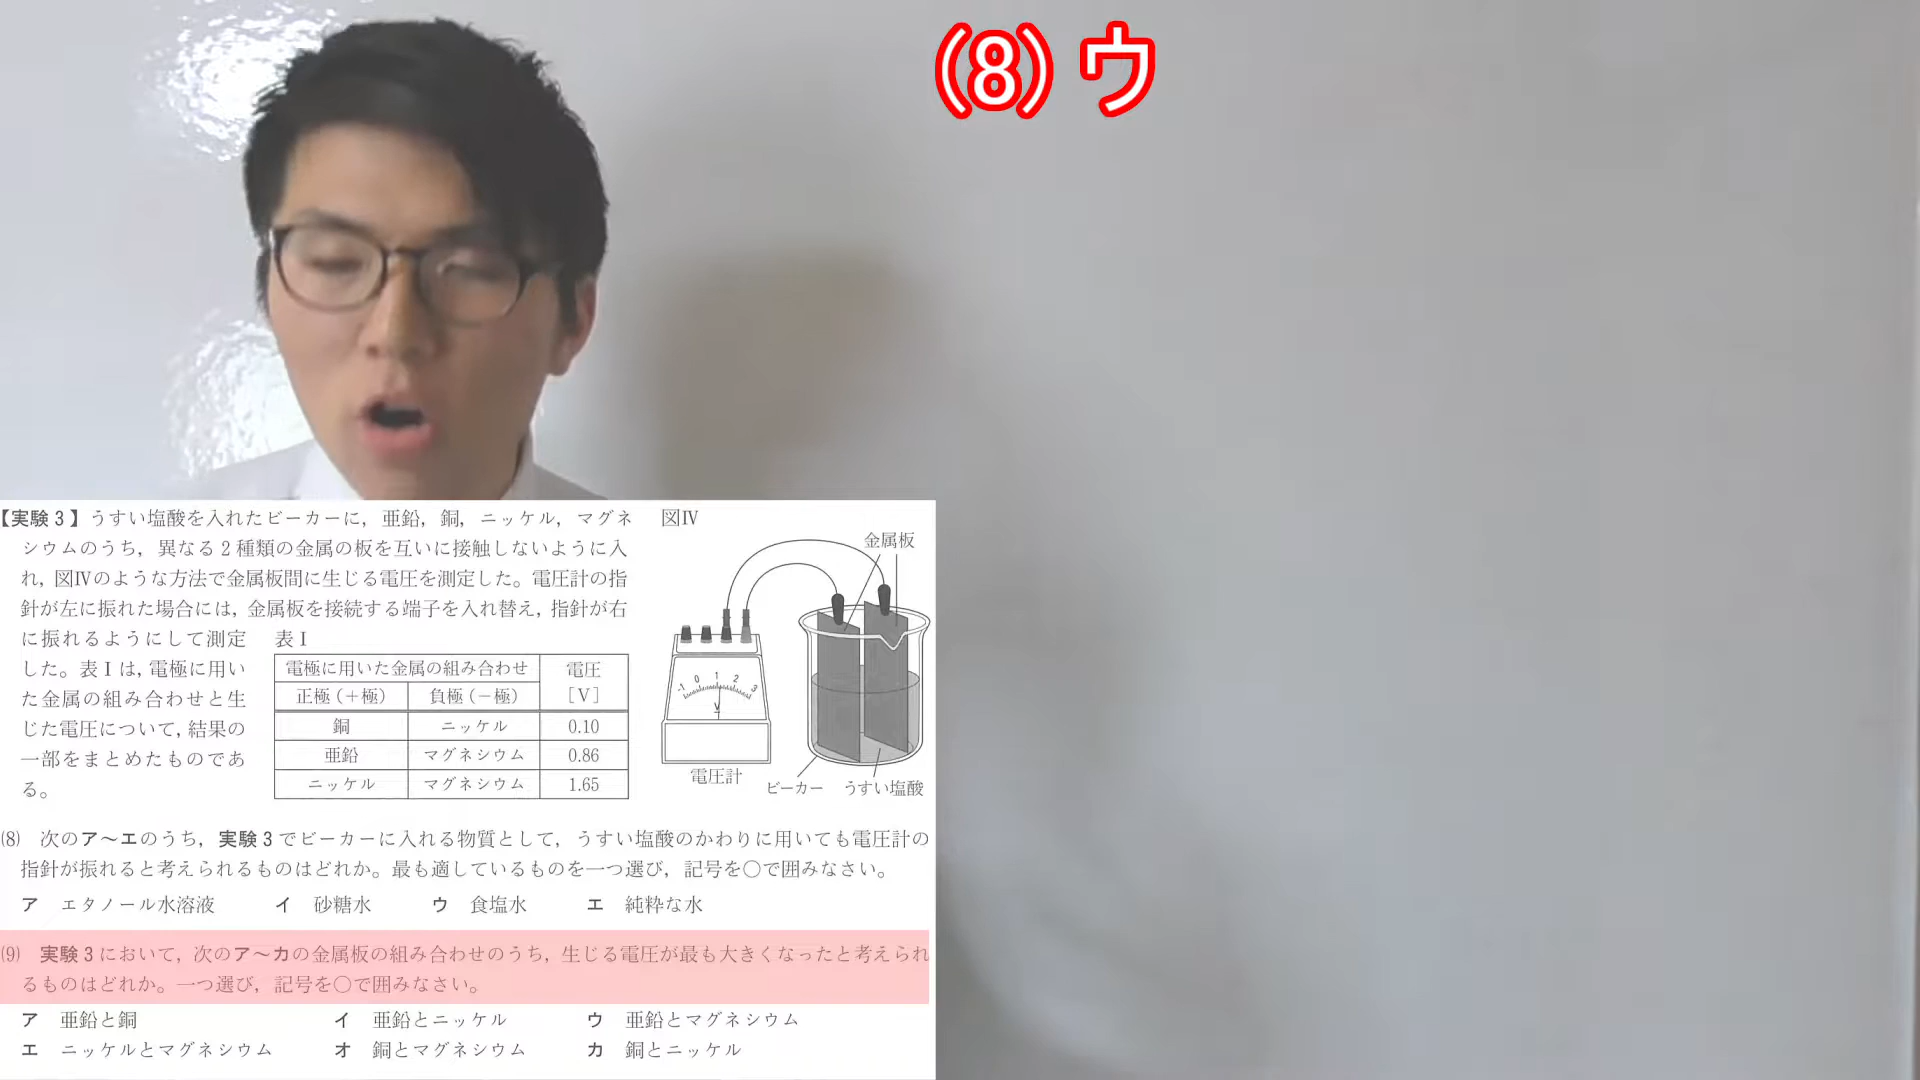 (8) ウ
【実験3】うすい塩酸を入れたビーカーに，亜鉛，銅，ニッケル，マグネ
シウムのうち，異なる2種類の金属の板を互いに接触しないように入
れ，図Ⅳのような方法で金属板間に生じる電圧を測定した。電圧計の指
針が左に振れた場合には，金属板を接続する端子を入れ替え，指針が右
に振れるようにして測定
した。表Ⅰは，電極に用い
た金属の組み合わせと生
じた電圧について，結果の
一部をまとめたものであ
る。
表Ⅰ
電極に用いた金属の組み合わせ 電圧
正極（＋極） 負極（－極） ［V］
銅 ニッケル 0.10
亜鉛 マグネシウム 0.86
ニッケル マグネシウム 1.65
図Ⅳ
金属板
-1 0 1 2 3
V
電圧計
ビーカー うすい塩酸
(8) 次のア～エのうち，実験3でビーカーに入れる物質として，うすい塩酸のかわりに用いても電圧計の
指針が振れると考えられるものはどれか。最も適しているものを一つ選び，記号を○で囲みなさい。
ア エタノール水溶液 イ 砂糖水 ウ 食塩水 エ 純粋な水
(9) 実験3において，次のア～カの金属板の組み合わせのうち，生じる電圧が最も大きくなったと考えられ
るものはどれか。一つ選び，記号を○で囲みなさい。
ア 亜鉛と銅 イ 亜鉛とニッケル ウ 亜鉛とマグネシウム
エ ニッケルとマグネシウム オ 銅とマグネシウム カ 銅とニッケル